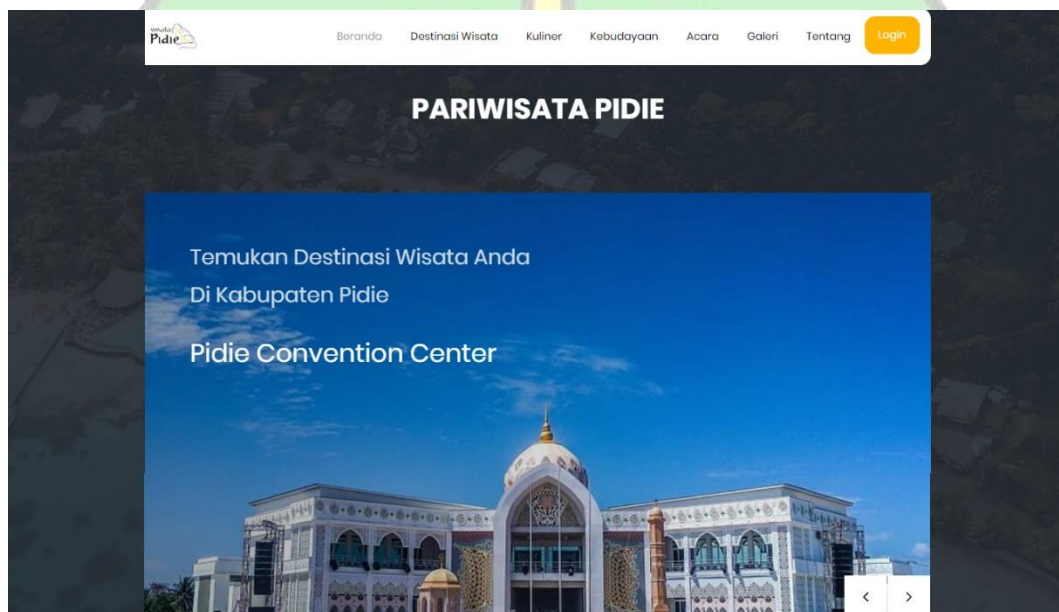 wisata
Pidie
Beranda Destinasi Wisata Kuliner Kebudayaan Acara Galeri Tentang Login
PARIWISATA PIDIE
Temukan Destinasi Wisata Anda
Di Kabupaten Pidie
Pidie Convention Center